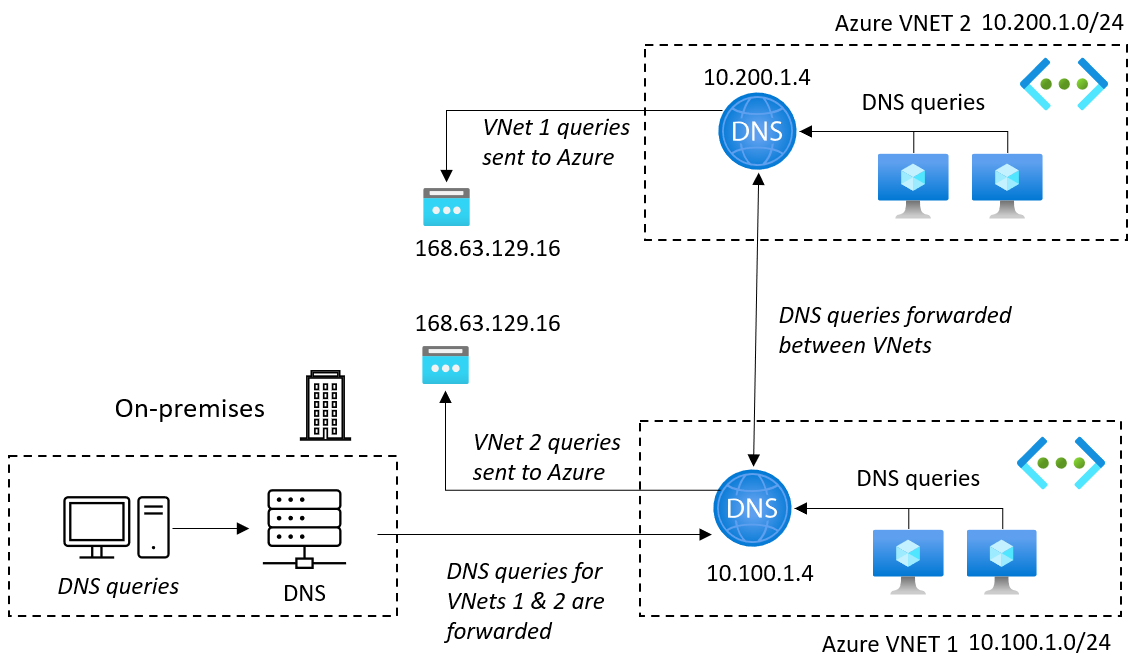 Azure VNET 2 10.200.1.0/24
10.200.1.4
DNS queries
DNS
VNet 1 queries
sent to Azure
168.63.129.16
168.63.129.16
DNS queries forwarded
between VNets
On-premises
VNet 2 queries
sent to Azure
DNS queries
DNS
10.100.1.4
DNS queries
DNS
DNS queries for
VNets 1 & 2 are
forwarded
Azure VNET 1 10.100.1.0/24